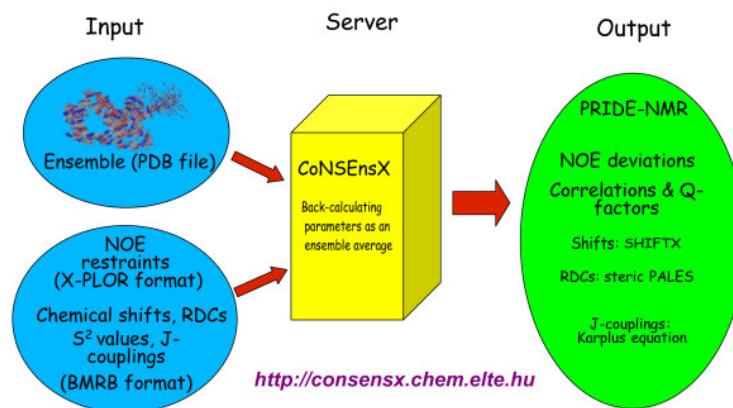 Input
Server
Output
Ensemble (PDB file)
NOE
restraints
(X-PLOR format)
Chemical shifts, RDCs
S² values, J-
couplings
(BMRB format)
CoNSEnsX
Back-calculating
parameters as an
ensemble average
http://consensx.chem.elte.hu
PRIDE-NMR
NOE deviations
Correlations & Q-
factors
Shifts: SHIFTX
RDCs: steric PALES
J-couplings:
Karplus equation